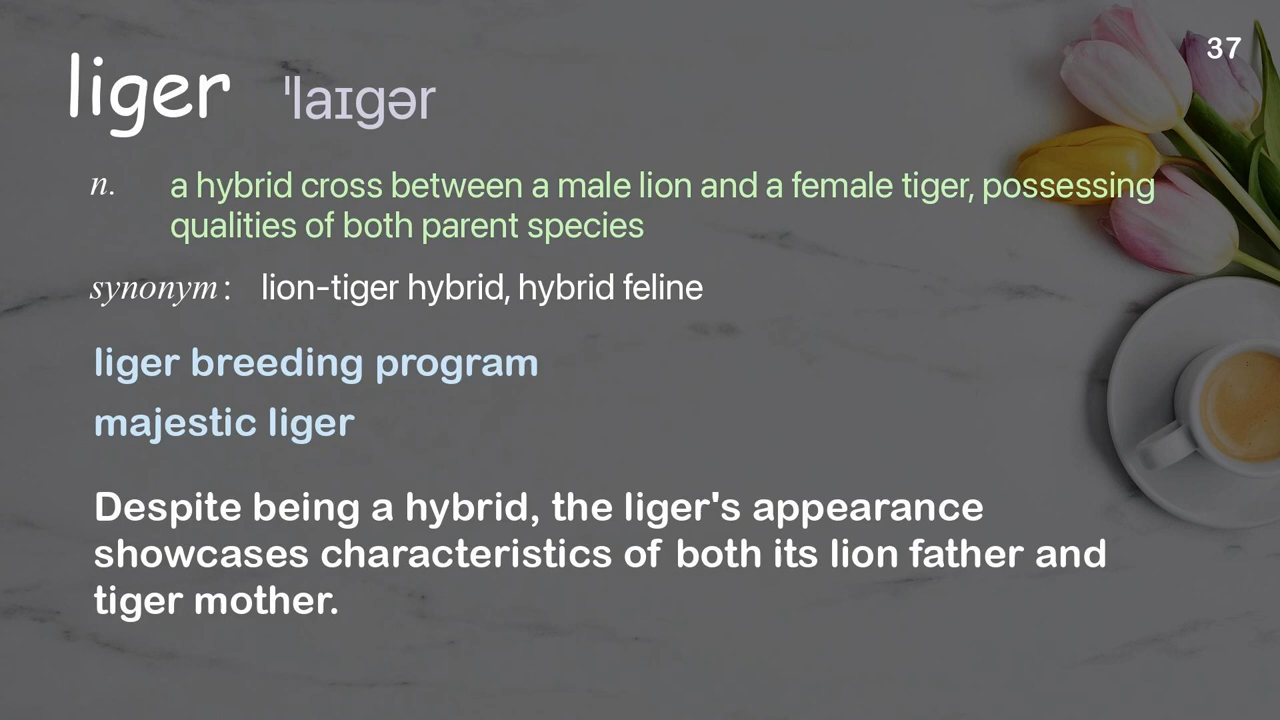 37
liger ˈlaɪgər
n. a hybrid cross between a male lion and a female tiger, possessing
qualities of both parent species
synonym: lion-tiger hybrid, hybrid feline
liger breeding program
majestic liger
Despite being a hybrid, the liger's appearance
showcases characteristics of both its lion father and
tiger mother.